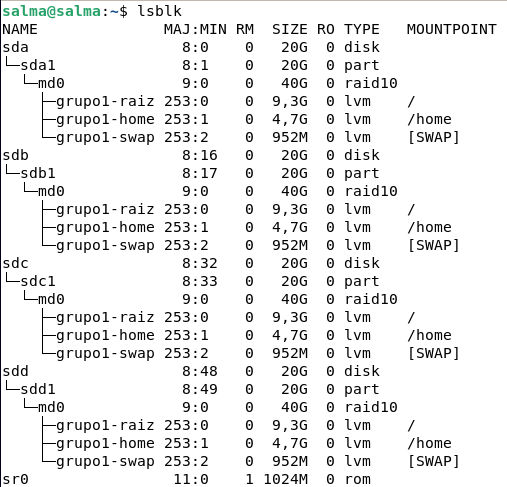 salma@salma:~$ lsblk
NAME              MAJ:MIN RM  SIZE RO TYPE   MOUNTPOINT
sda                 8:0    0   20G  0 disk
└─sda1              8:1    0   20G  0 part
  └─md0             9:0    0   40G  0 raid10
    ├─grupo1-raiz 253:0    0  9,3G  0 lvm    /
    ├─grupo1-home 253:1    0  4,7G  0 lvm    /home
    └─grupo1-swap 253:2    0  952M  0 lvm    [SWAP]
sdb                 8:16   0   20G  0 disk
└─sdb1              8:17   0   20G  0 part
  └─md0             9:0    0   40G  0 raid10
    ├─grupo1-raiz 253:0    0  9,3G  0 lvm    /
    ├─grupo1-home 253:1    0  4,7G  0 lvm    /home
    └─grupo1-swap 253:2    0  952M  0 lvm    [SWAP]
sdc                 8:32   0   20G  0 disk
└─sdc1              8:33   0   20G  0 part
  └─md0             9:0    0   40G  0 raid10
    ├─grupo1-raiz 253:0    0  9,3G  0 lvm    /
    ├─grupo1-home 253:1    0  4,7G  0 lvm    /home
    └─grupo1-swap 253:2    0  952M  0 lvm    [SWAP]
sdd                 8:48   0   20G  0 disk
└─sdd1              8:49   0   20G  0 part
  └─md0             9:0    0   40G  0 raid10
    ├─grupo1-raiz 253:0    0  9,3G  0 lvm    /
    ├─grupo1-home 253:1    0  4,7G  0 lvm    /home
    └─grupo1-swap 253:2    0  952M  0 lvm    [SWAP]
sr0                11:0    1 1024M  0 rom